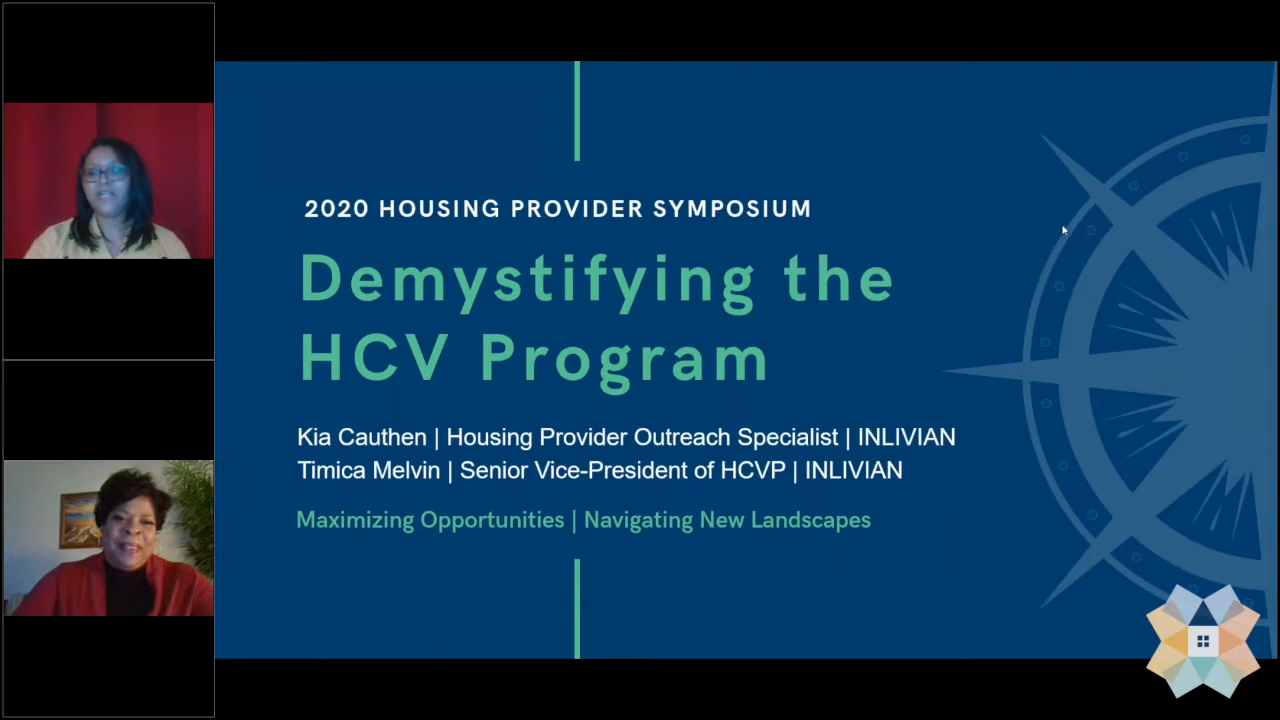 2020 HOUSING PROVIDER SYMPOSIUM
Demystifying the
HCV Program
Kia Cauthen | Housing Provider Outreach Specialist | INLIVIAN
Timica Melvin | Senior Vice-President of HCVP | INLIVIAN
Maximizing Opportunities | Navigating New Landscapes